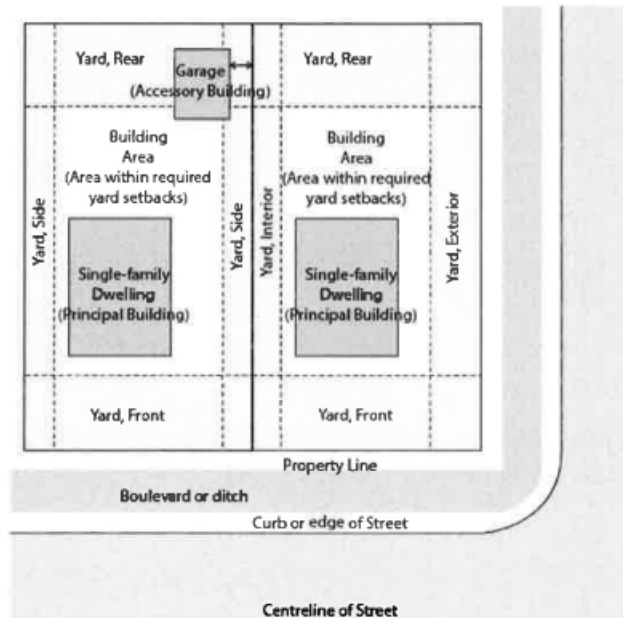 Yard, Rear
Garage
(Accessory Building)
Yard, Rear
Building
Area
(Area within required
yard setbacks)
Building
Area
(Area within required
yard setbacks)
Yard, Side
Yard, Side
Yard, Interior
Yard, Exterior
Single-family
Dwelling
(Principal Building)
Single-family
Dwelling
(Principal Building)
Yard, Front
Yard, Front
Property Line
Boulevard or ditch
Curb or edge of Street
Centreline of Street